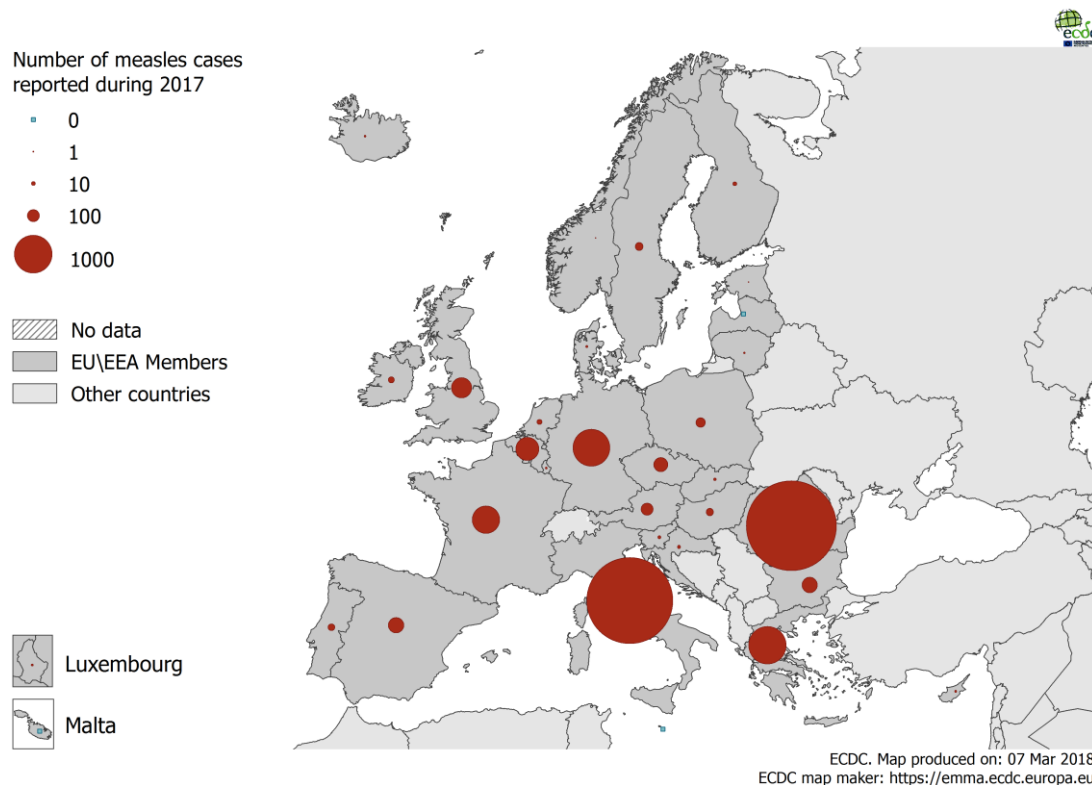 ecdc
Number of measles cases
reported during 2017
0
1
10
100
1000
No data
EU\EEA Members
Other countries
Luxembourg
Malta
ECDC. Map produced on: 07 Mar 2018
ECDC map maker: https://emma.ecdc.europa.eu